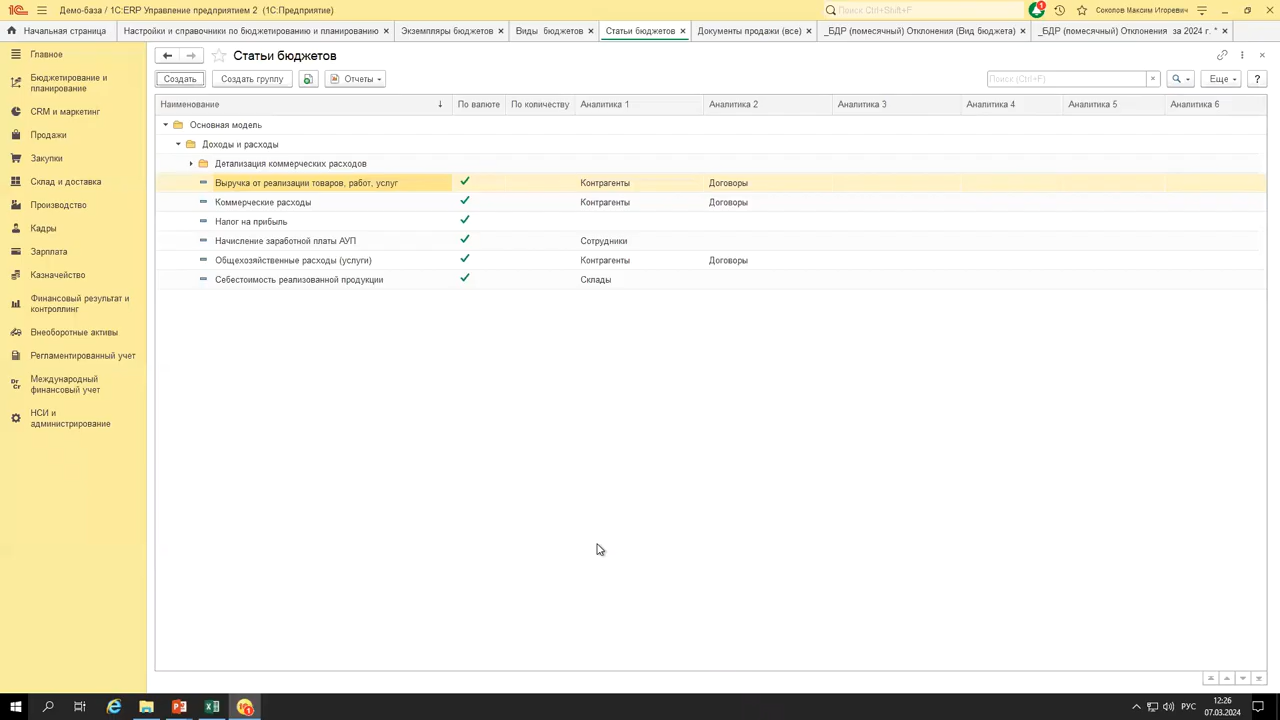 Демо-база / 1С:ERP Управление предприятием 2 (1С:Предприятие)
Поиск Ctrl+Shift+F
1
Соколов Максим Игоревич
Начальная страница
Настройки и справочники по бюджетированию и планированию ×
Экземпляры бюджетов ×
Виды бюджетов ×
Статьи бюджетов ×
Документы продажи (все) ×
_БДР (помесячный) Отклонения (Вид бюджета) ×
_БДР (помесячный) Отклонения за 2024 г. * ×
Главное
Бюджетирование и
планирование
CRM и маркетинг
Продажи
Закупки
Склад и доставка
Производство
Кадры
Зарплата
Казначейство
Финансовый результат и
контроллинг
Внеоборотные активы
Регламентированный учет
Международный
финансовый учет
НСИ и
администрирование
Статьи бюджетов
Создать
Создать группу
Отчеты
Поиск (Ctrl+F)
×
Еще
?
Наименование
По валюте
По количеству
Аналитика 1
Аналитика 2
Аналитика 3
Аналитика 4
Аналитика 5
Аналитика 6
Основная модель
Доходы и расходы
Детализация коммерческих расходов
Выручка от реализации товаров, работ, услуг Контрагенты Договоры
Коммерческие расходы Контрагенты Договоры
Налог на прибыль
Начисление заработной платы АУП Сотрудники
Общехозяйственные расходы (услуги) Контрагенты Договоры
Себестоимость реализованной продукции Склады
РУС
12:26
07.03.2024